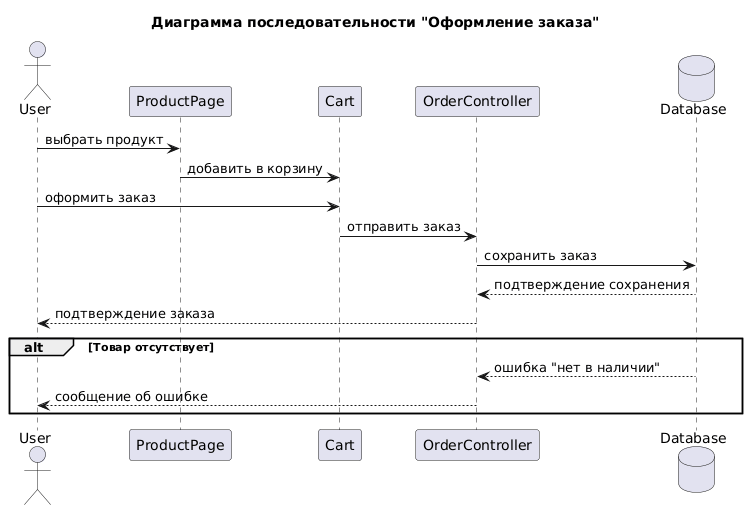 Диаграмма последовательности "Оформление заказа"
User
ProductPage
Cart
OrderController
Database
выбрать продукт
добавить в корзину
оформить заказ
отправить заказ
сохранить заказ
подтверждение сохранения
подтверждение заказа
alt
[Товар отсутствует]
ошибка "нет в наличии"
сообщение об ошибке
User
ProductPage
Cart
OrderController
Database